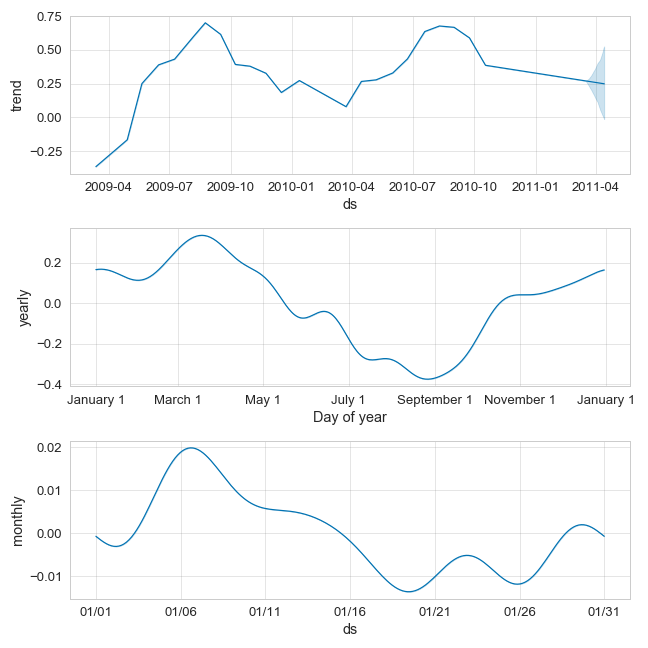 0.75
0.50
0.25
0.00
−0.25
trend
2009-04 2009-07 2009-10 2010-01 2010-04 2010-07 2010-10 2011-01 2011-04
ds
0.2
0.0
−0.2
−0.4
yearly
January 1 March 1 May 1 July 1 September 1 November 1 January 1
Day of year
0.02
0.01
0.00
−0.01
monthly
01/01 01/06 01/11 01/16 01/21 01/26 01/31
ds